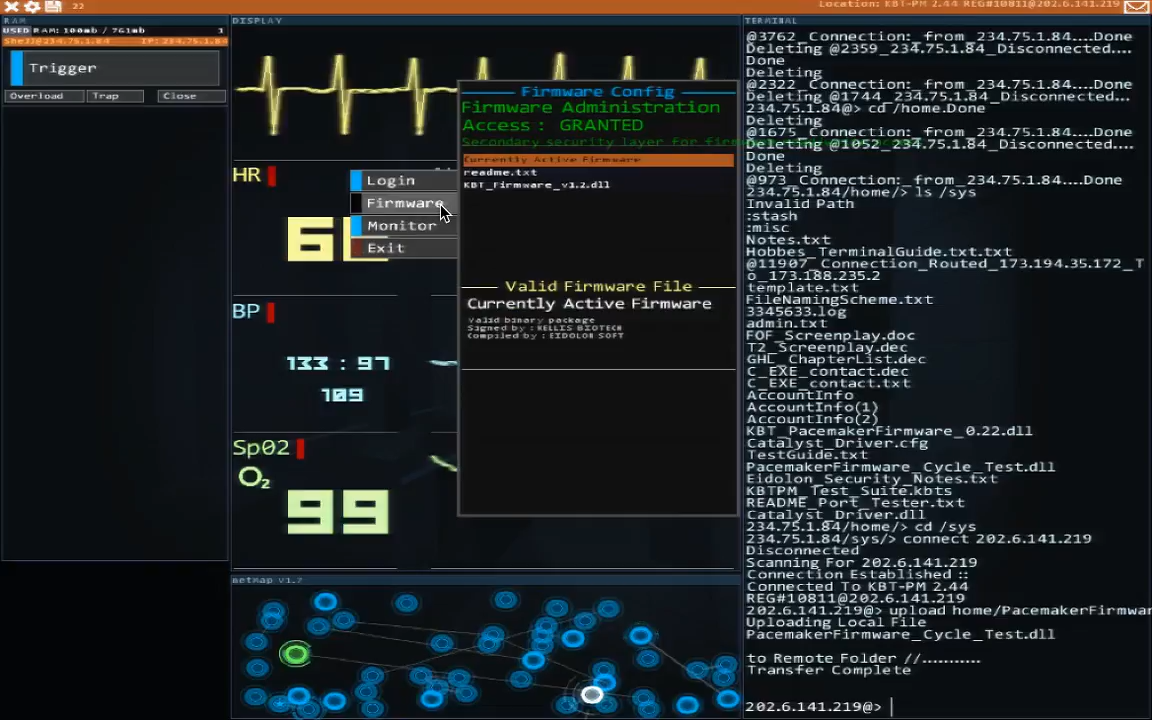 22
Location: KBT-PM 2.44 REG#10811@202.6.141.219
RAM
USED RAM: 100mb / 761mb 1
Shell@234.75.1.84 IP: 234.75.1.84
Trigger
Overload Trap Close
DISPLAY
HR
Login
Firmware
Monitor
Exit
BP
133 : 97
109
SpO2
O₂
99
Firmware Config
Firmware Administration
Access : GRANTED
Secondary security layer for firm
Currently Active Firmware
readme.txt
KBT_Firmware_v1.2.dll
Valid Firmware File
Currently Active Firmware
Valid binary package
Signed by : KELLIS BIOTECH
Compiled by : EIDOLON SOFT
netMap v1.7
TERMINAL
@3762_Connection:_from_234.75.1.84....Done
Deleting @2359_234.75.1.84_Disconnected....
Done
Deleting
@2322_Connection:_from_234.75.1.84....Done
Deleting @1744_234.75.1.84_Disconnected....
234.75.1.84@> cd /home.Done
Deleting
@1675_Connection:_from_234.75.1.84....Done
Deleting @1052_234.75.1.84_Disconnected....
Done
Deleting
@973_Connection:_from_234.75.1.84....Done
234.75.1.84/home/> ls /sys
Invalid Path
:stash
:misc
Notes.txt
Hobbes_TerminalGuide.txt.txt
@11907_Connection_Routed_173.194.35.172_T
o_173.188.235.2
template.txt
FileNamingScheme.txt
3345633.log
admin.txt
FOF_Screenplay.doc
T2_Screenplay.dec
GHL_ChapterList.dec
C_EXE_contact.dec
C_EXE_contact.txt
AccountInfo
AccountInfo(1)
AccountInfo(2)
KBT_PacemakerFirmware_0.22.dll
Catalyst_Driver.cfg
TestGuide.txt
PacemakerFirmware_Cycle_Test.dll
Eidolon_Security_Notes.txt
KBTPM_Test_Suite.kbts
README_Port_Tester.txt
Catalyst_Driver.dll
234.75.1.84/home/> cd /sys
234.75.1.84/sys/> connect 202.6.141.219
Disconnected
Scanning For 202.6.141.219
Connection Established ::
Connected To KBT-PM 2.44
REG#10811@202.6.141.219
202.6.141.219@> upload home/PacemakerFirmwar
Uploading Local File
PacemakerFirmware_Cycle_Test.dll
to Remote Folder //...........
Transfer Complete
202.6.141.219@>